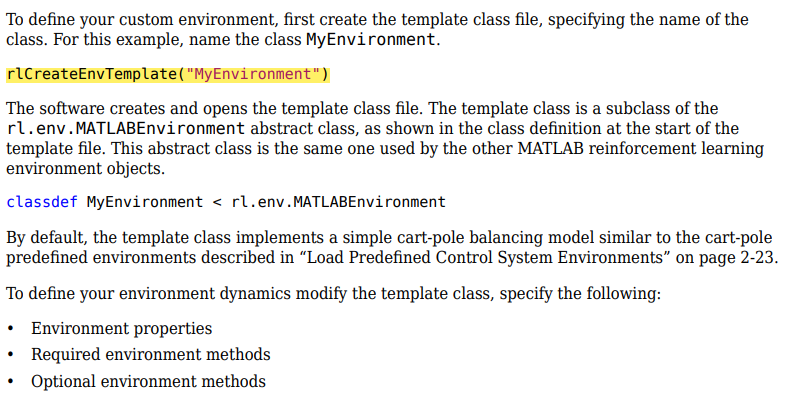 To define your custom environment, first create the template class file, specifying the name of the
class. For this example, name the class MyEnvironment.
rlCreateEnvTemplate("MyEnvironment")
The software creates and opens the template class file. The template class is a subclass of the
rl.env.MATLABEnvironment abstract class, as shown in the class definition at the start of the
template file. This abstract class is the same one used by the other MATLAB reinforcement learning
environment objects.
classdef MyEnvironment < rl.env.MATLABEnvironment
By default, the template class implements a simple cart-pole balancing model similar to the cart-pole
predefined environments described in “Load Predefined Control System Environments” on page 2-23.
To define your environment dynamics modify the template class, specify the following:
• Environment properties
• Required environment methods
• Optional environment methods